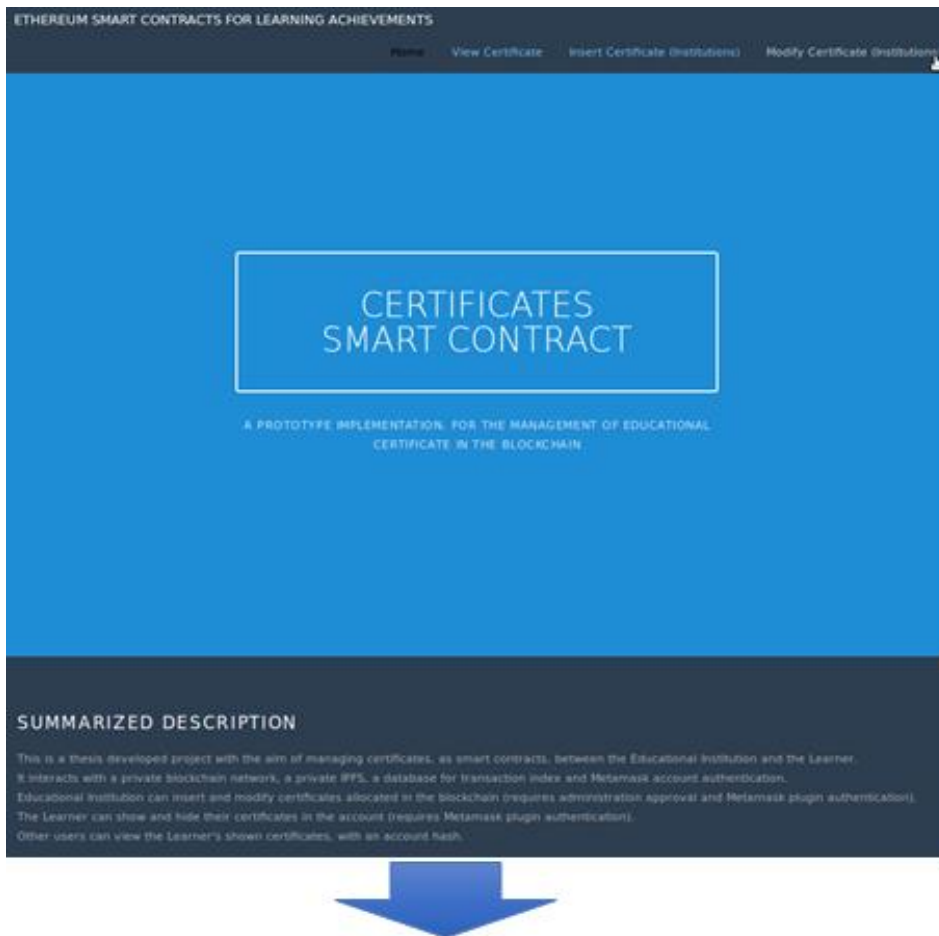 ETHEREUM SMART CONTRACTS FOR LEARNING ACHIEVEMENTS
Home View Certificate Insert Certificate (Institutions) Modify Certificate (Institutions
CERTIFICATES
SMART CONTRACT
A PROTOTYPE IMPLEMENTATION. FOR THE MANAGEMENT OF EDUCATIONAL
CERTIFICATE IN THE BLOCKCHAIN
SUMMARIZED DESCRIPTION
This is a thesis developed project with the aim of managing certificates, as smart contracts, between the Educational Institution and the Learner.
It interacts with a private blockchain network, a private IPFS, a database for transaction index and Metamask account authentication.
Educational Institution can insert and modify certificates allocated in the blockchain (requires administration approval and Metamask plugin authentication).
The Learner can show and hide their certificates in the account (requires Metamask plugin authentication).
Other users can view the Learner's shown certificates, with an account hash.